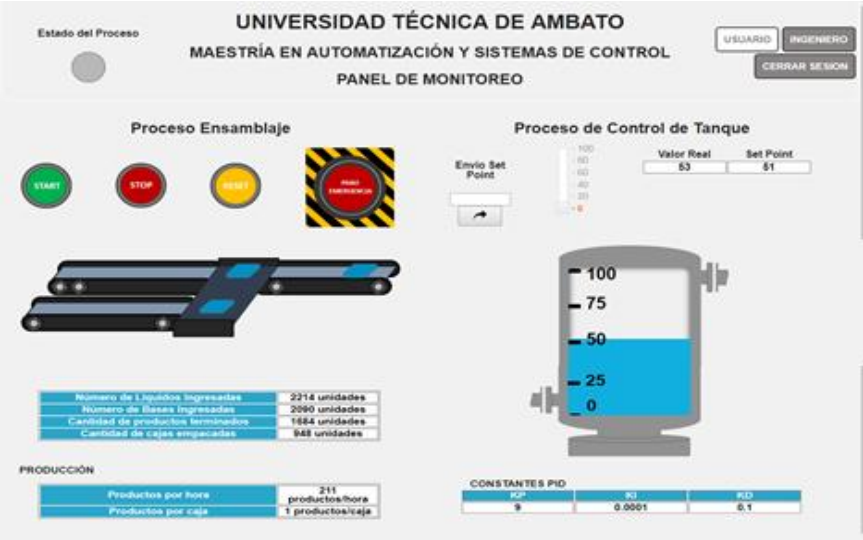 UNIVERSIDAD TÉCNICA DE AMBATO
MAESTRÍA EN AUTOMATIZACIÓN Y SISTEMAS DE CONTROL
PANEL DE MONITOREO
Estado del Proceso
USUARIO
INGENIERO
CERRAR SESION
Proceso Ensamblaje
START
STOP
RESET
PARO
EMERGENCIA
Número de Liquidos Ingresadas 2214 unidades
Número de Bases Ingresadas 2090 unidades
Cantidad de productos terminados 1684 unidades
Cantidad de cajas empacadas 948 unidades
PRODUCCIÓN
Productos por hora 211 productos/hora
Productos por caja 1 productos/caja
Proceso de Control de Tanque
Envio Set
Point
100
80
60
40
20
0
Valor Real Set Point
53 51
100
75
50
25
0
CONSTANTES PID
KP KI KD
9 0.0001 0.1